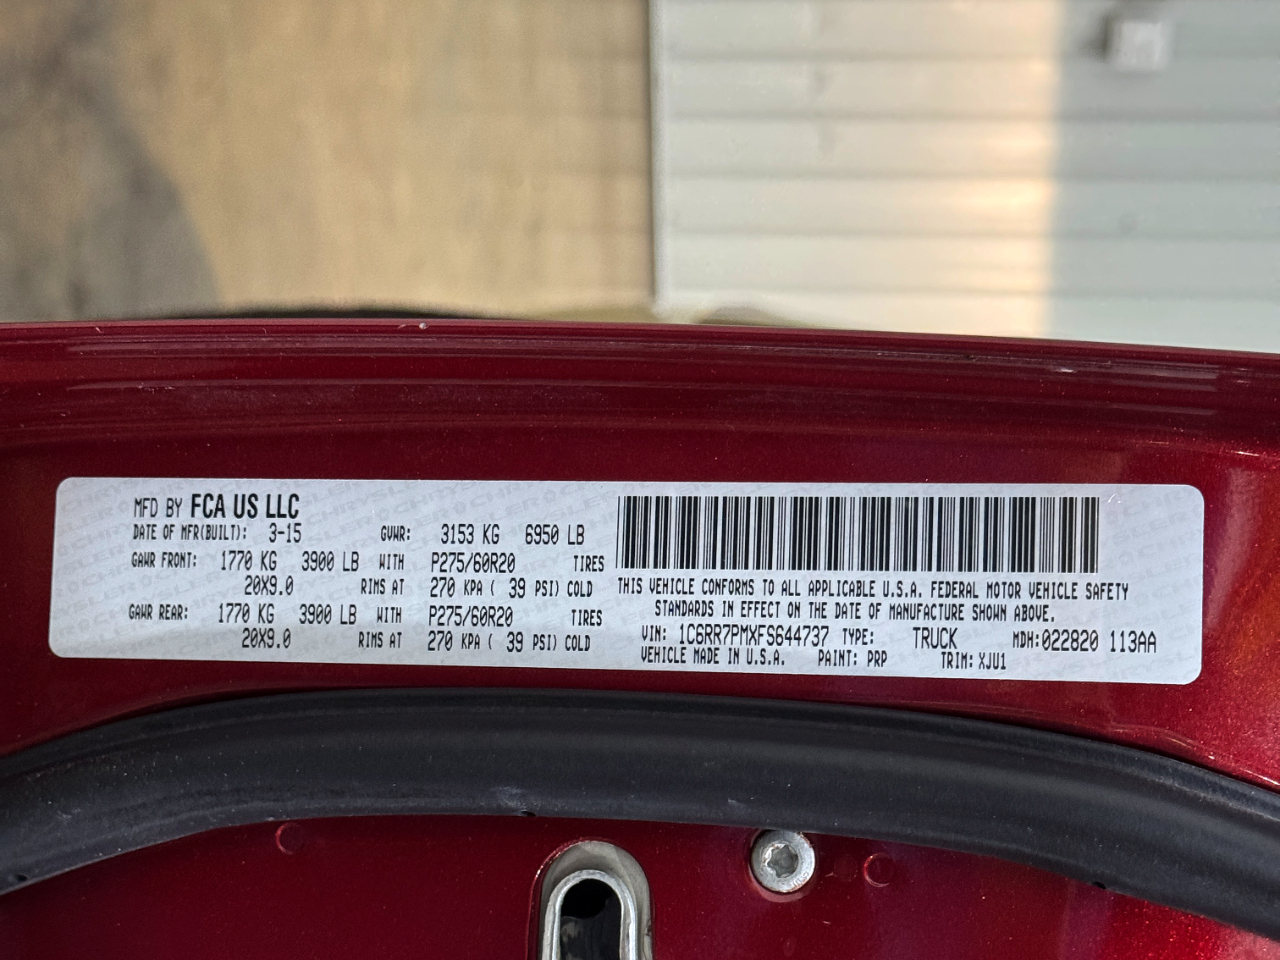 MFD BY FCA US LLC
DATE OF MFR(BUILT): 3-15 GVWR: 3153 KG 6950 LB
GAWR FRONT: 1770 KG 3900 LB WITH P275/60R20 TIRES
20X9.0 RIMS AT 270 KPA ( 39 PSI) COLD
GAWR REAR: 1770 KG 3900 LB WITH P275/60R20 TIRES
20X9.0 RIMS AT 270 KPA ( 39 PSI) COLD
THIS VEHICLE CONFORMS TO ALL APPLICABLE U.S.A. FEDERAL MOTOR VEHICLE SAFETY
STANDARDS IN EFFECT ON THE DATE OF MANUFACTURE SHOWN ABOVE.
VIN: 1C6RR7PMXFS644737 TYPE: TRUCK MDH:022820 113AA
VEHICLE MADE IN U.S.A. PAINT: PRP TRIM: XJU1